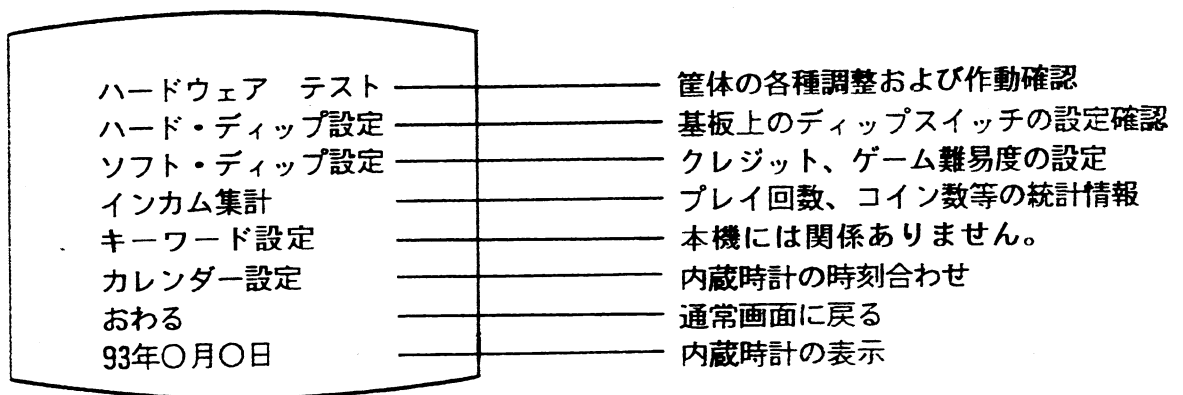 ハードウェア テスト 筐体の各種調整および作動確認
ハード・ディップ設定 基板上のディップスイッチの設定確認
ソフト・ディップ設定 クレジット、ゲーム難易度の設定
インカム集計 プレイ回数、コイン数等の統計情報
キーワード設定 本機には関係ありません。
カレンダー設定 内蔵時計の時刻合わせ
おわる 通常画面に戻る
93年〇月〇日 内蔵時計の表示